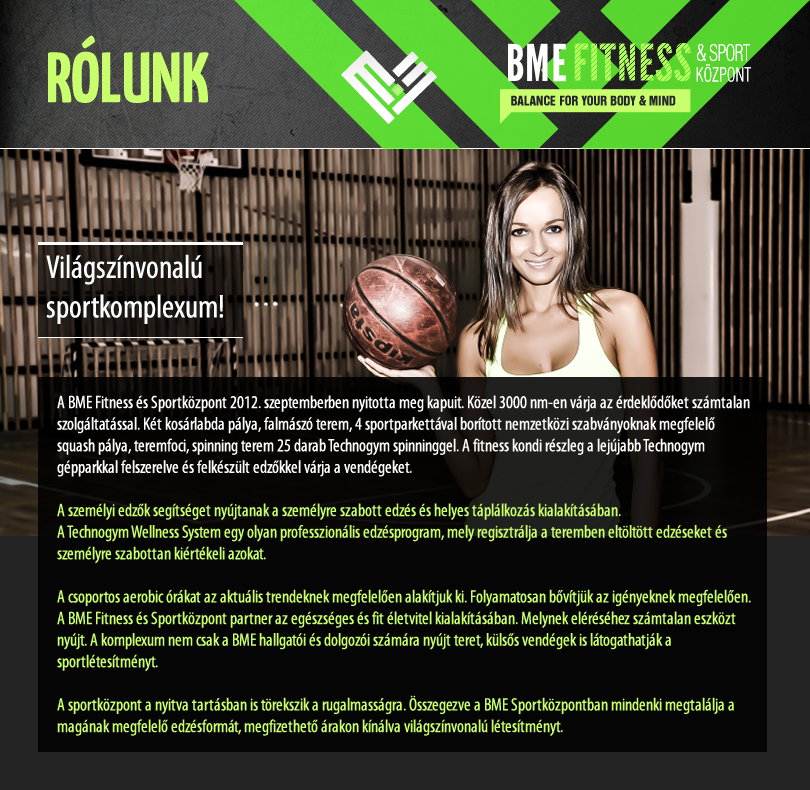 RÓLUNK
BME FITNESS & SPORT KÖZPONT
BALANCE FOR YOUR BODY & MIND
Világszínvonalú
sportkomplexum!
...
kipsta
A BME Fitness és Sportközpont 2012. szeptemberben nyitotta meg kapuit. Közel 3000 nm-en várja az érdeklődőket számtalan
szolgáltatással. Két kosárlabda pálya, falmászó terem, 4 sportparkettával borított nemzetközi szabványoknak megfelelő
squash pálya, teremfoci, spinning terem 25 darab Technogym spinninggel. A fitness kondi részleg a lejújabb Technogym
gépparkkal felszerelve és felkészült edzőkkel várja a vendégeket.
A személyi edzők segítséget nyújtanak a személyre szabott edzés és helyes táplálkozás kialakításában.
A Technogym Wellness System egy olyan professzionális edzésprogram, mely regisztrálja a teremben eltöltött edzéseket és
személyre szabottan kiértékeli azokat.
A csoportos aerobic órákat az aktuális trendeknek megfelelően alakítjuk ki. Folyamatosan bővítjük az igényeknek megfelelően.
A BME Fitness és Sportközpont partner az egészséges és fit életvitel kialakításában. Melynek eléréséhez számtalan eszközt
nyújt. A komplexum nem csak a BME hallgatói és dolgozói számára nyújt teret, külsős vendégek is látogathatják a
sportlétesítményt.
A sportközpont a nyitva tartásban is törekszik a rugalmasságra. Összegezve a BME Sportközpontban mindenki megtalálja a
magának megfelelő edzésformát, megfizethető árakon kínálva világszínvonalú létesítményt.